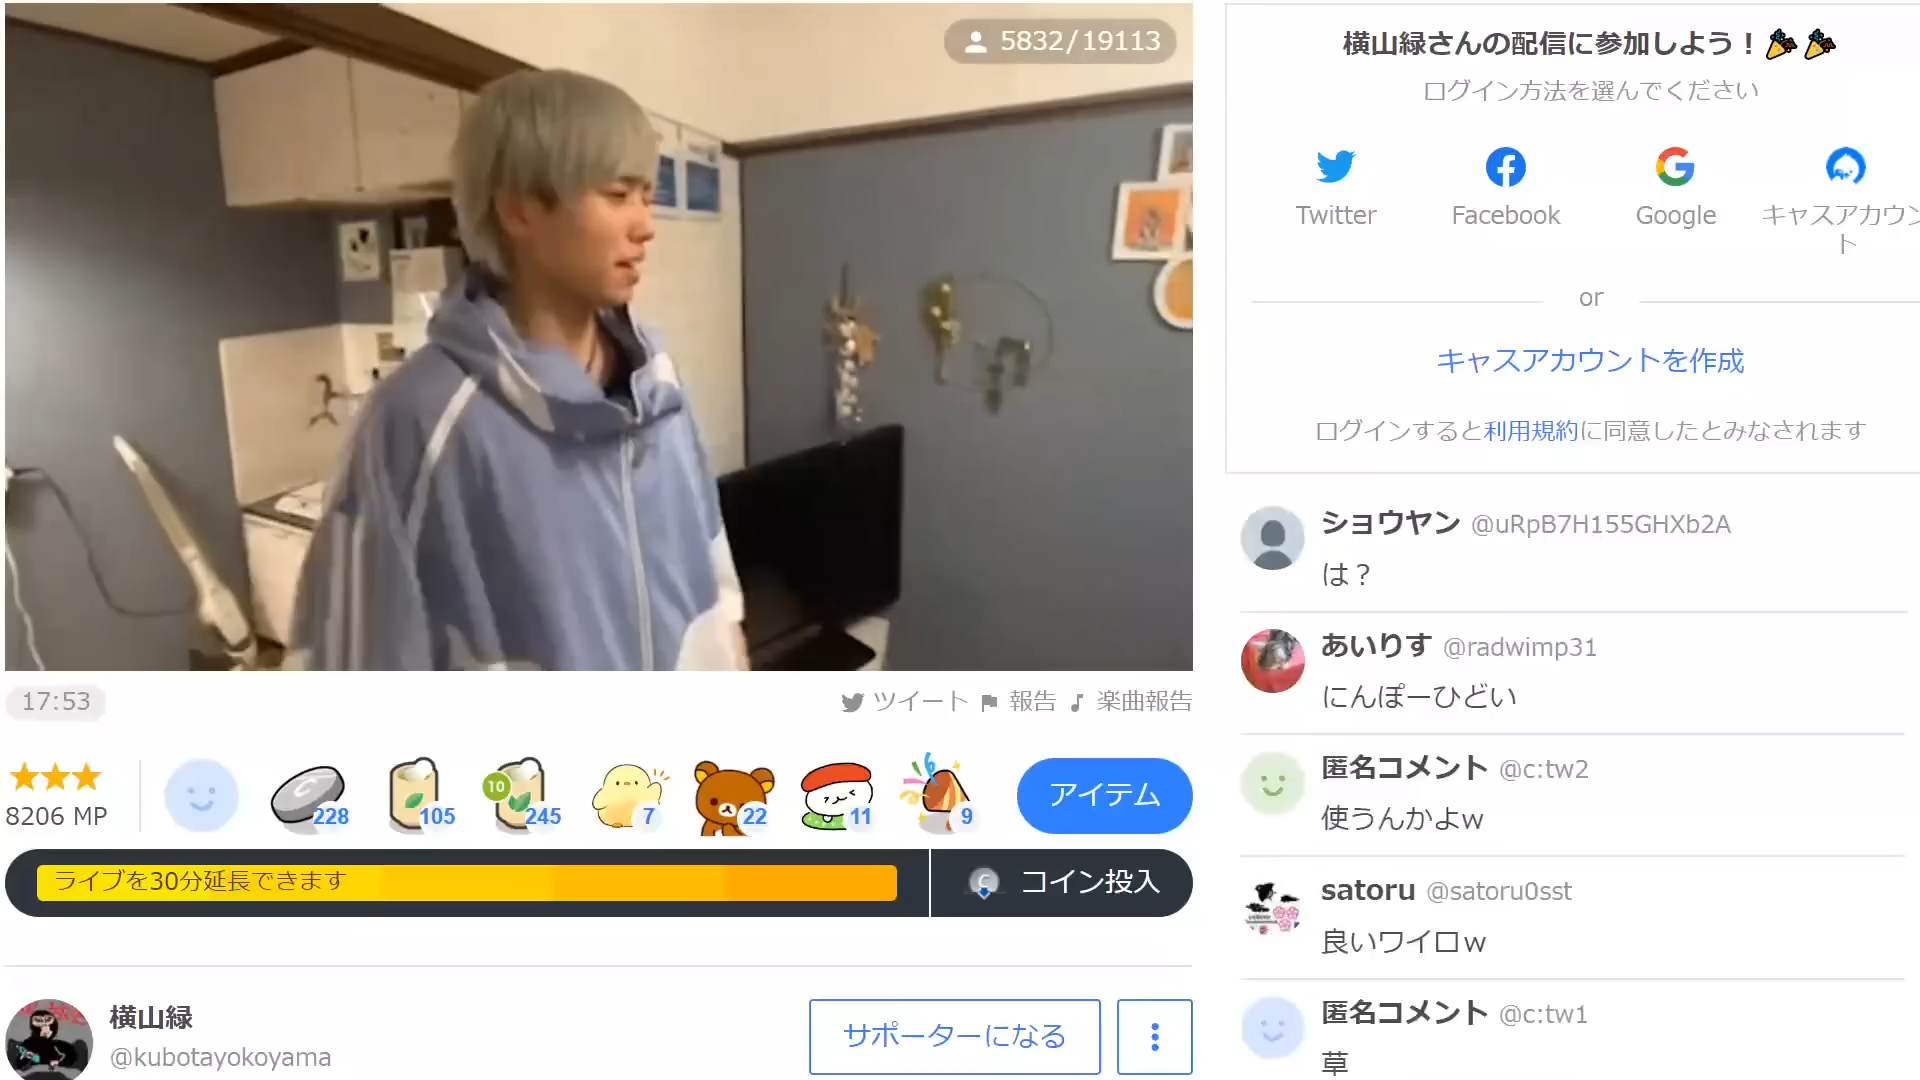 5832/19113
17:53
ツイート
報告
楽曲報告
8206 MP
228
105
10
245
7
22
11
9
アイテム
ライブを30分延長できます
C
コイン投入
横山緑
@kubotayokoyama
サポーターになる
横山緑さんの配信に参加しよう!
ログイン方法を選んでください
Twitter
Facebook
Google
キャスアカウン
ト
or
キャスアカウントを作成
ログインすると利用規約に同意したとみなされます
ショウヤン @uRpB7H155GHXb2A
は?
あいりす @radwimp31
にんぽーひどい
匿名コメント @c:tw2
使うんかよw
satoru @satoru0sst
良いワイロw
匿名コメント @c:tw1
草